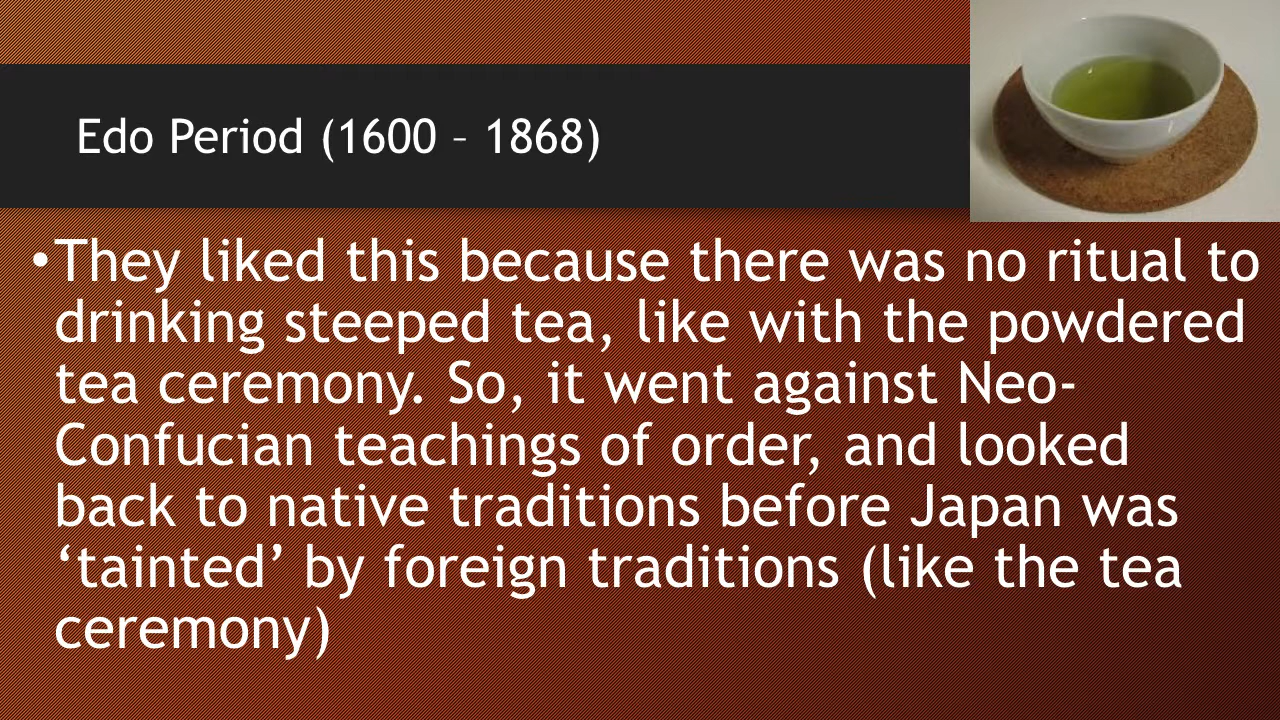 Edo Period (1600 – 1868)
•They liked this because there was no ritual to
drinking steeped tea, like with the powdered
tea ceremony. So, it went against Neo-
Confucian teachings of order, and looked
back to native traditions before Japan was
‘tainted’ by foreign traditions (like the tea
ceremony)